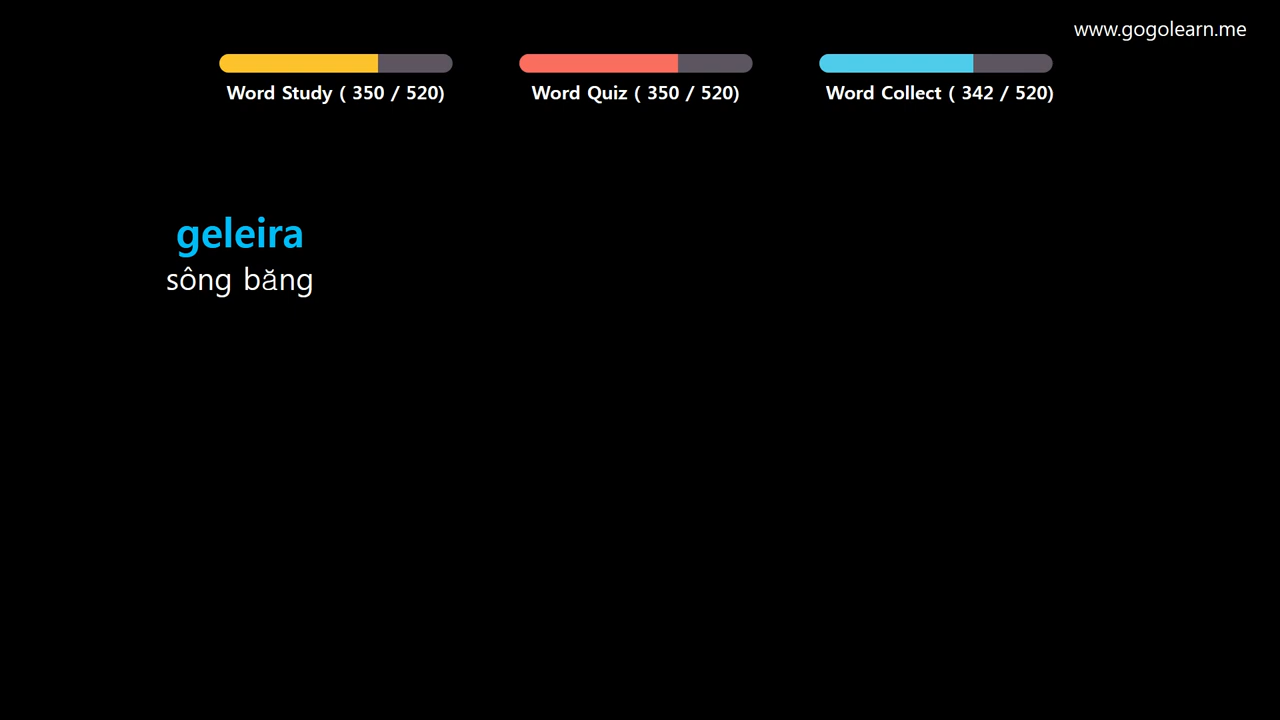 www.gogolearn.me
Word Study ( 350 / 520)
Word Quiz ( 350 / 520)
Word Collect ( 342 / 520)
geleira
sông băng